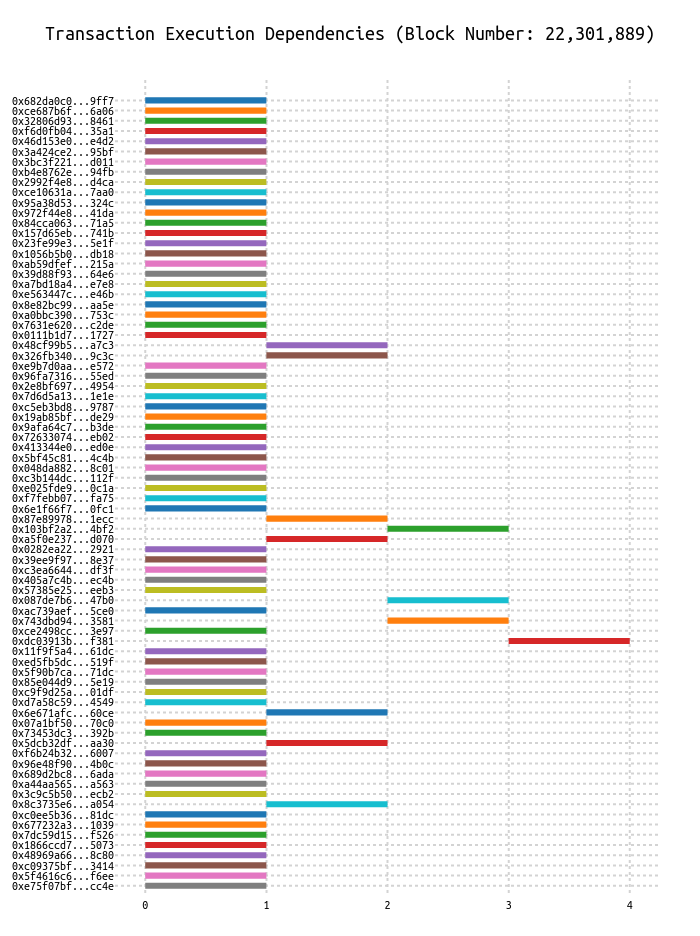 Transaction Execution Dependencies (Block Number: 22,301,889)
0x682da0c0...9ff7
0xce687b6f...6a06
0x32806d93...8461
0xf6d0fb04...35a1
0x46d153e0...e4d2
0x3a424ce2...95bf
0x3bc3f221...d011
0xb4e8762e...94fb
0x2992f4e8...d4ca
0xce10631a...7aa0
0x95a38d53...324c
0x972f44e8...41da
0x84cca063...71a5
0x157d65eb...741b
0x23fe99e3...5e1f
0x1056b5b0...db18
0xab59dfef...215a
0x39d88f93...64e6
0xa7bd18a4...e7e8
0xe563447c...e46b
0x8e82bc99...aa5e
0xa0bbc390...753c
0x7631e620...c2de
0x0111b1d7...1727
0x48cf99b5...a7c3
0x326fb340...9c3c
0xe9b7d0aa...e572
0x96fa7316...55ed
0x2e8bf697...4954
0x7d6d5a13...1e1e
0xc5eb3bd8...9787
0x19ab85bf...de29
0x9afa64c7...b3de
0x72633074...eb02
0x413344e0...ed0e
0x5bf45c81...4c4b
0x048da882...8c01
0xc3b144dc...112f
0xe025fde9...0c1a
0xf7febb07...fa75
0x6e1f66f7...0fc1
0x87e89978...1ecc
0x103bf2a2...4bf2
0xa5f0e237...d070
0x0282ea22...2921
0x39ee9f97...8e37
0xc3ea6644...df3f
0x405a7c4b...ec4b
0x57385e25...eeb3
0x087de7b6...47b0
0xac739aef...5ce0
0x743dbd94...3581
0xce2498cc...3e97
0xdc03913b...f381
0x11f9f5a4...61dc
0xed5fb5dc...519f
0x5f90b7ca...71dc
0x85e044d9...5e19
0xc9f9d25a...01df
0xd7a58c59...4549
0x6e671afc...60ce
0x07a1bf50...70c0
0x73453dc3...392b
0x5dcb32df...aa30
0xf6b24b32...6007
0x96e48f90...4b0c
0x689d2bc8...6ada
0xa44aa565...a563
0x3c9c5b50...ecb2
0x8c3735e6...a054
0xc0ee5b36...81dc
0x677232a3...1039
0x7dc59d15...f526
0x1866ccd7...5073
0x48969a66...8c80
0xc09375bf...3414
0x5f4616c6...f6ee
0xe75f07bf...cc4e
0 1 2 3 4